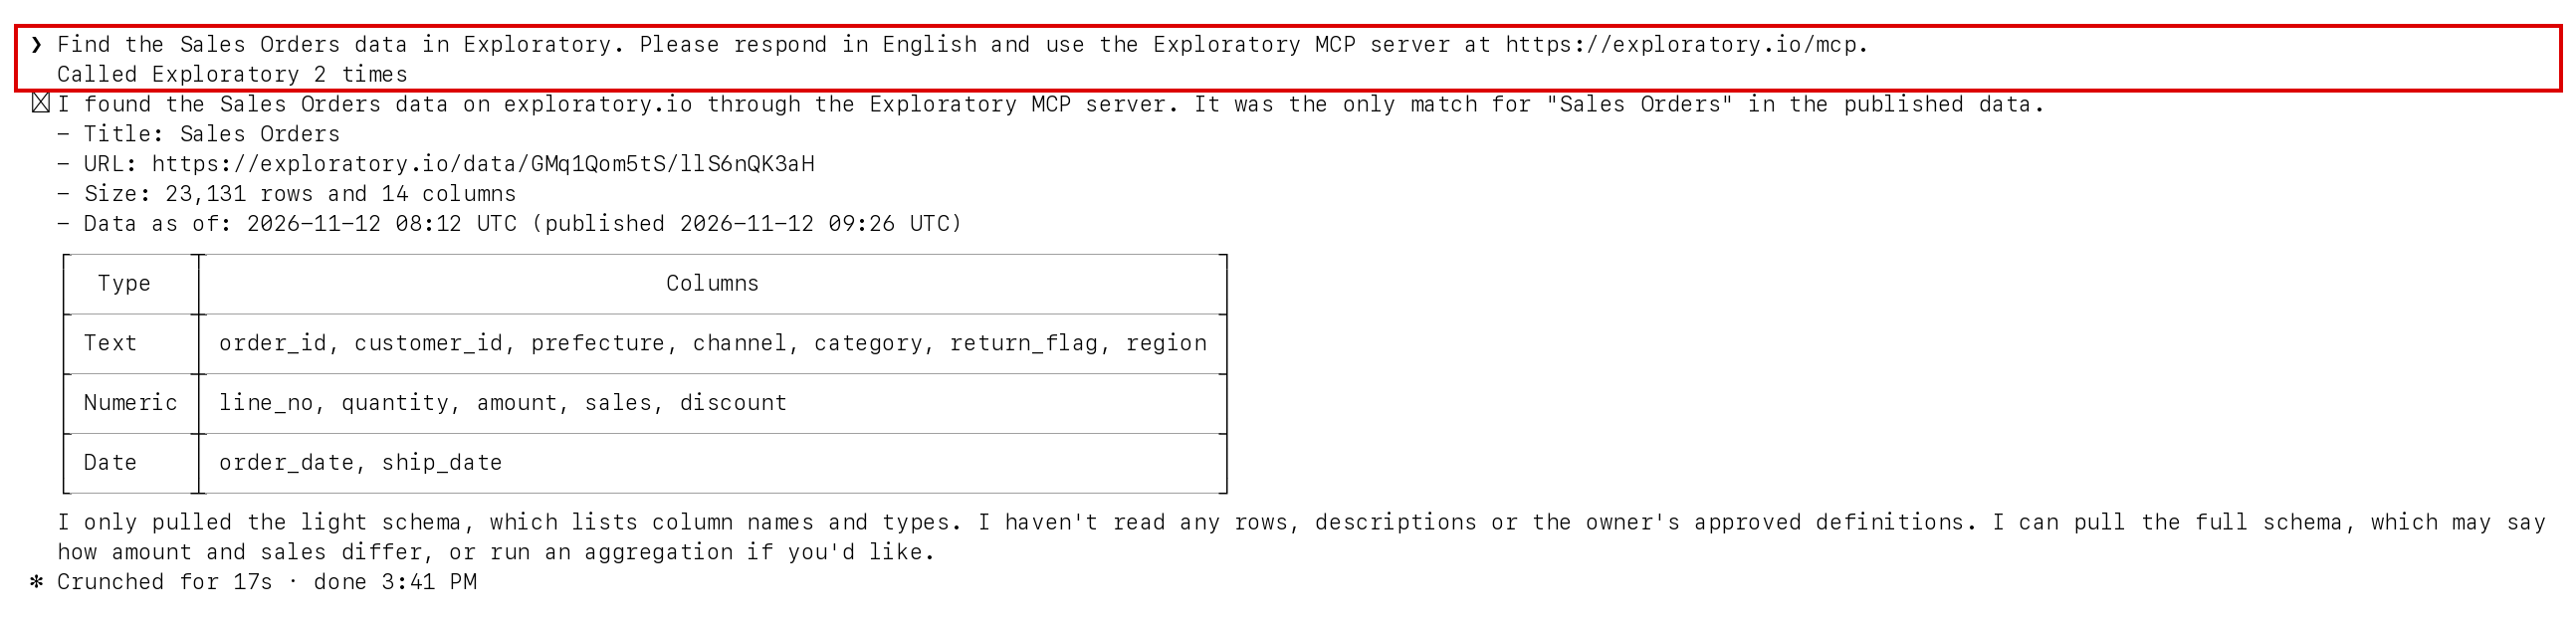 ❯ Find the Sales Orders data in Exploratory. Please respond in English and use the Exploratory MCP server at https://exploratory.io/mcp.
Called Exploratory 2 times
I found the Sales Orders data on exploratory.io through the Exploratory MCP server. It was the only match for "Sales Orders" in the published data.
– Title: Sales Orders
– URL: https://exploratory.io/data/GMq1Qom5tS/llS6nQK3aH
– Size: 23,131 rows and 14 columns
– Data as of: 2026–11–12 08:12 UTC (published 2026–11–12 09:26 UTC)
Type Columns
Text order_id, customer_id, prefecture, channel, category, return_flag, region
Numeric line_no, quantity, amount, sales, discount
Date order_date, ship_date
I only pulled the light schema, which lists column names and types. I haven't read any rows, descriptions or the owner's approved definitions. I can pull the full schema, which may say
how amount and sales differ, or run an aggregation if you'd like.
✻ Crunched for 17s · done 3:41 PM